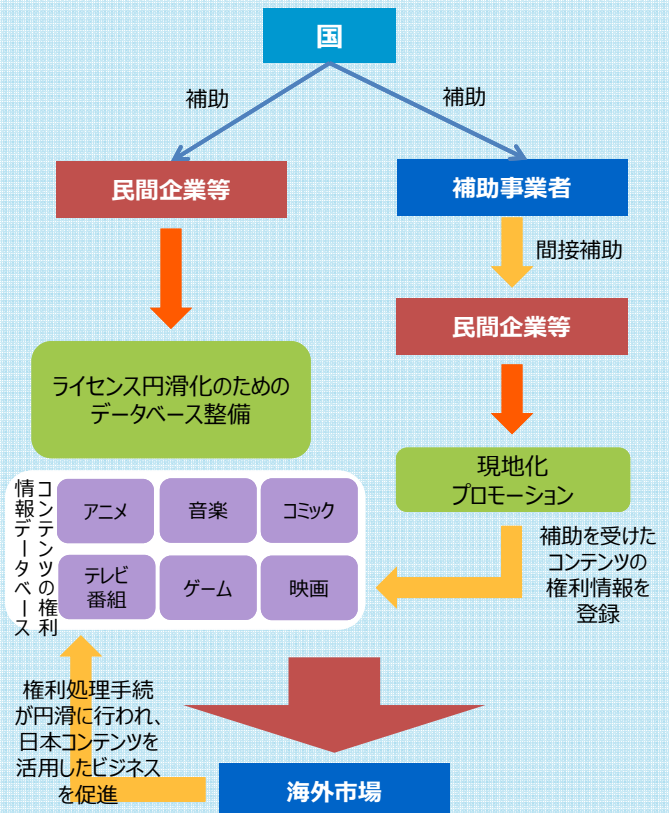 国
補助
補助
民間企業等
補助事業者
間接補助
民間企業等
ライセンス円滑化のための
データベース整備
現地化
プロモーション
コンテンツの権利
情報データベース
アニメ
音楽
コミック
テレビ
番組
ゲーム
映画
補助を受けた
コンテンツの
権利情報を
登録
権利処理手続
が円滑に行われ、
日本コンテンツを
活用したビジネス
を促進
海外市場